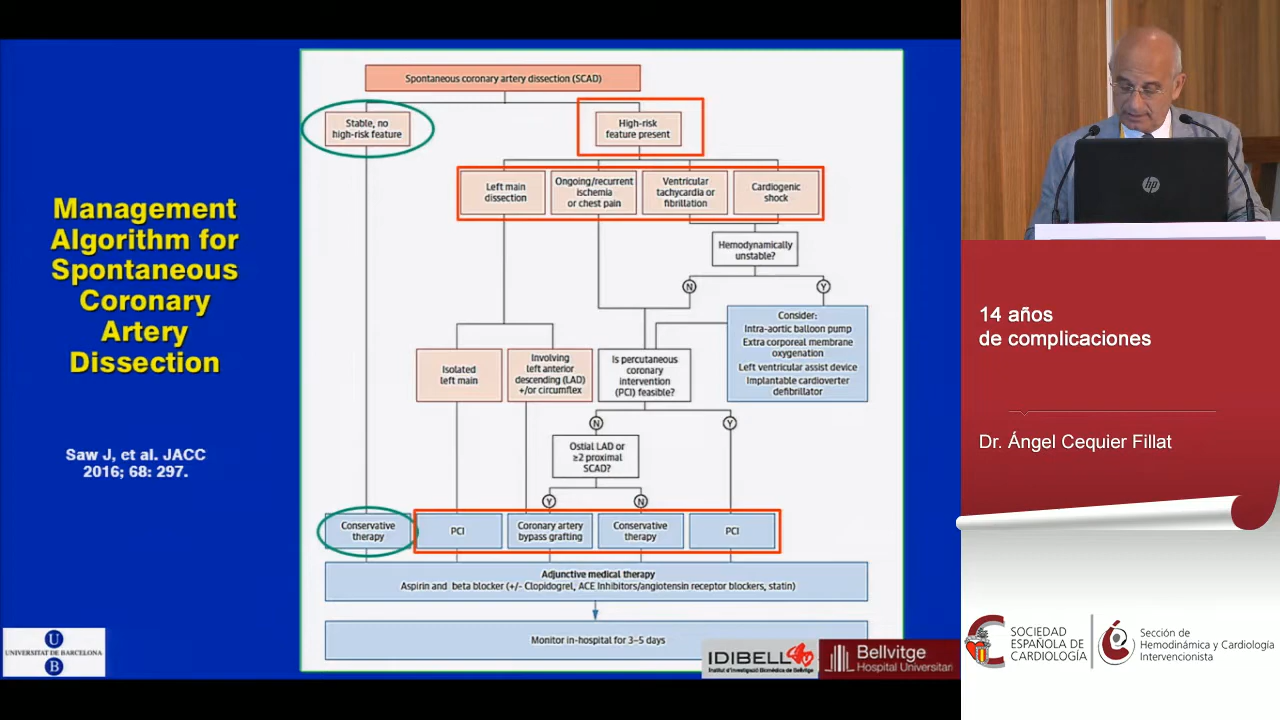 Management
Algorithm for
Spontaneous
Coronary
Artery
Dissection
Saw J, et al. JACC
2016; 68: 297.
Spontaneous coronary artery dissection (SCAD)
Stable, no
high-risk feature
High-risk
feature present
Left main
dissection
Ongoing/recurrent
ischemia
or chest pain
Ventricular
tachycardia or
fibrillation
Cardiogenic
shock
Hemodynamically
unstable?
N
Y
Consider:
Intra-aortic balloon pump
Extra corporeal membrane
oxygenation
Left ventricular assist device
Implantable cardioverter
defibrillator
Isolated
left main
Involving
left anterior
descending (LAD)
+/or circumflex
Is percutaneous
coronary
intervention
(PCI) feasible?
N
Y
Ostial LAD or
≥2 proximal
SCAD?
Y
N
Conservative
therapy
PCI
Coronary artery
bypass grafting
Conservative
therapy
PCI
Adjunctive medical therapy
Aspirin and beta blocker (+/- Clopidogrel, ACE Inhibitors/angiotensin receptor blockers, statin)
Monitor in-hospital for 3–5 days
U
UNIVERSITAT DE BARCELONA
B
IDIBELL
Institut d'Investigació Biomèdica de Bellvitge
Bellvitge
Hospital Universitari
hp
14 años
de complicaciones
Dr. Ángel Cequier Fillat
SOCIEDAD
ESPAÑOLA DE
CARDIOLOGÍA
Sección de
Hemodinámica y Cardiología
Intervencionista